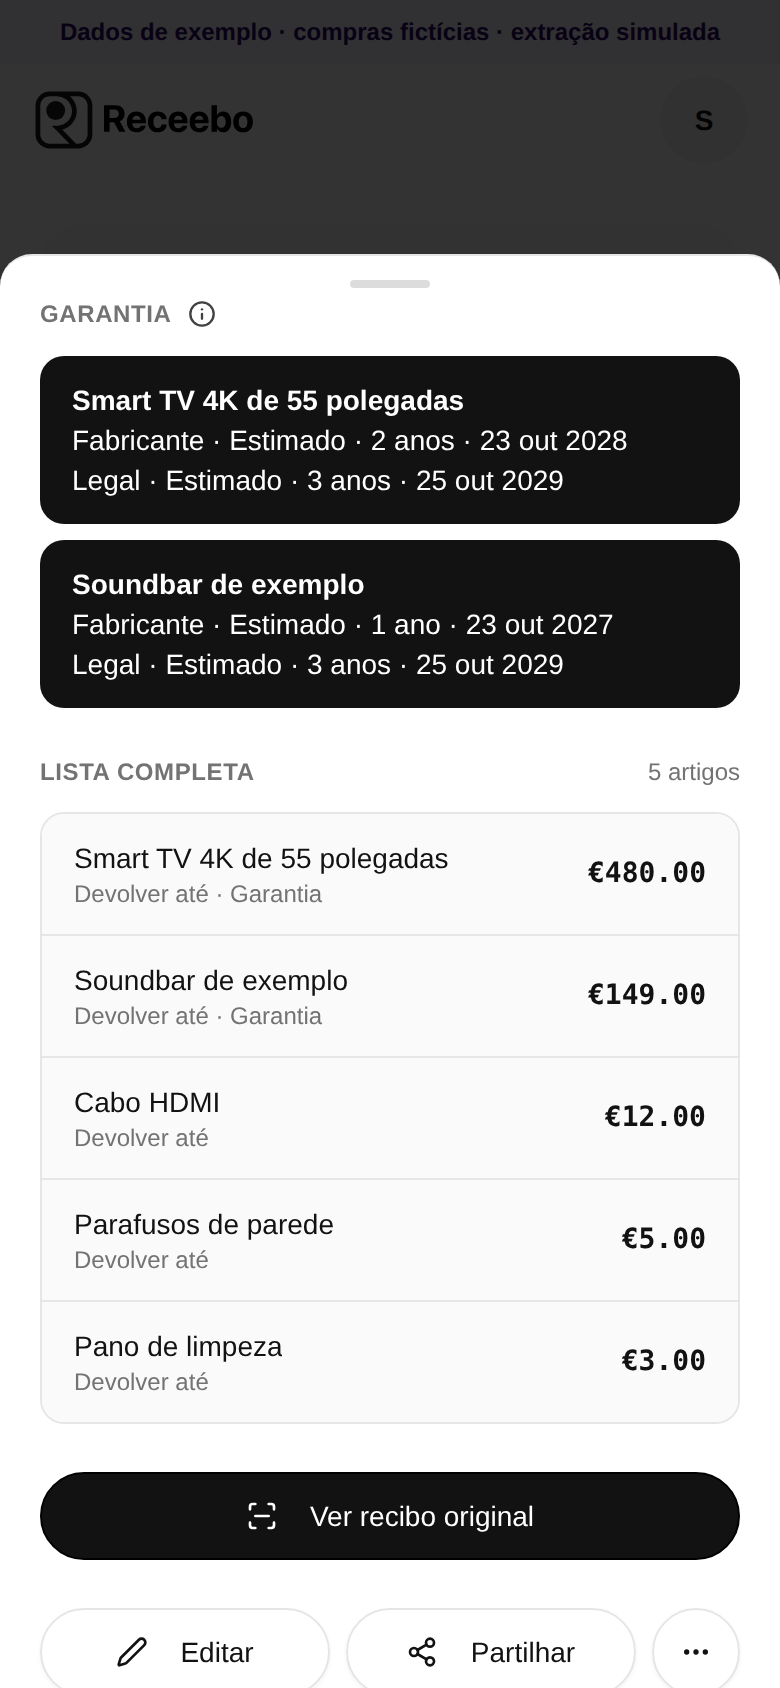 Dados de exemplo · compras fictícias · extração simulada
Receebo
S
GARANTIA
Smart TV 4K de 55 polegadas
Fabricante · Estimado · 2 anos · 23 out 2028
Legal · Estimado · 3 anos · 25 out 2029
Soundbar de exemplo
Fabricante · Estimado · 1 ano · 23 out 2027
Legal · Estimado · 3 anos · 25 out 2029
LISTA COMPLETA 5 artigos
Smart TV 4K de 55 polegadas €480.00
Devolver até · Garantia
Soundbar de exemplo €149.00
Devolver até · Garantia
Cabo HDMI €12.00
Devolver até
Parafusos de parede €5.00
Devolver até
Pano de limpeza €3.00
Devolver até
Ver recibo original
Editar Partilhar